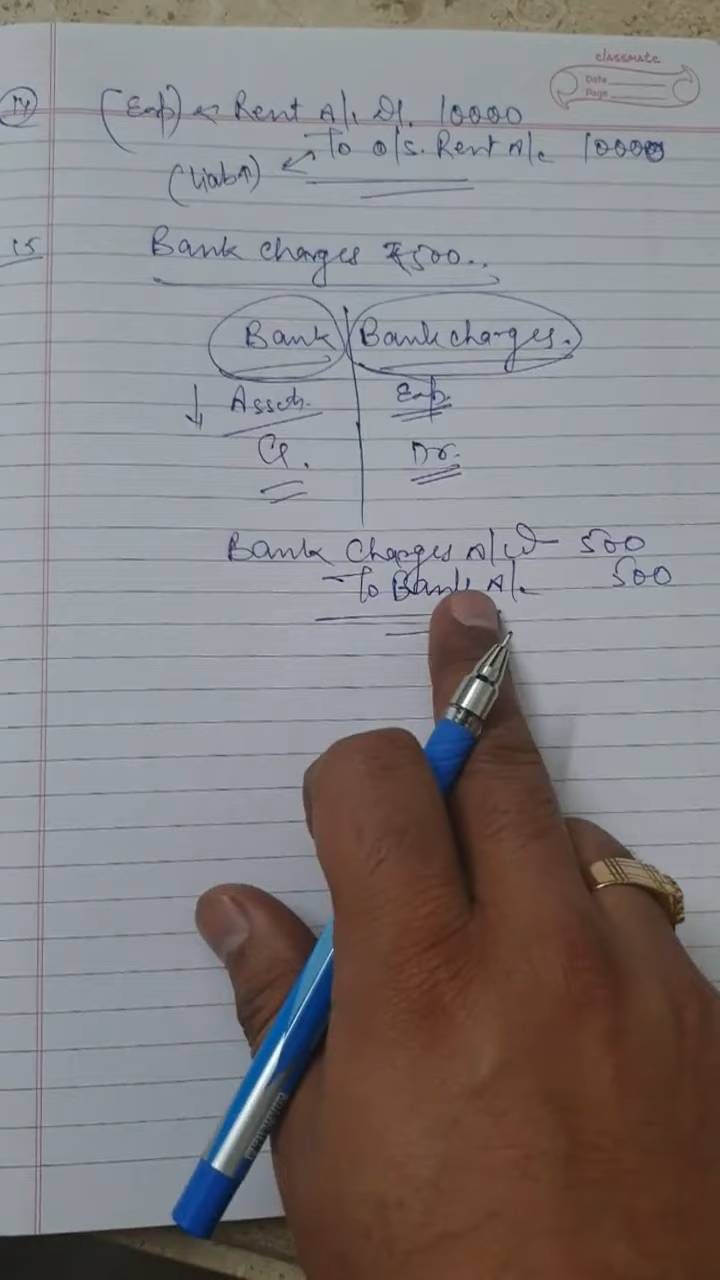 classmate
Date
Page
14 (Exp) ← Rent A/c Dr. 10000
To o/s. Rent A/c 10000
(Liab↑)
15 Bank charges ₹500..
Bank | Bank charges.
↓ Assets. Exp.
Cr. Dr.
Bank Charges A/c Dr 500
To Bank A/c 500